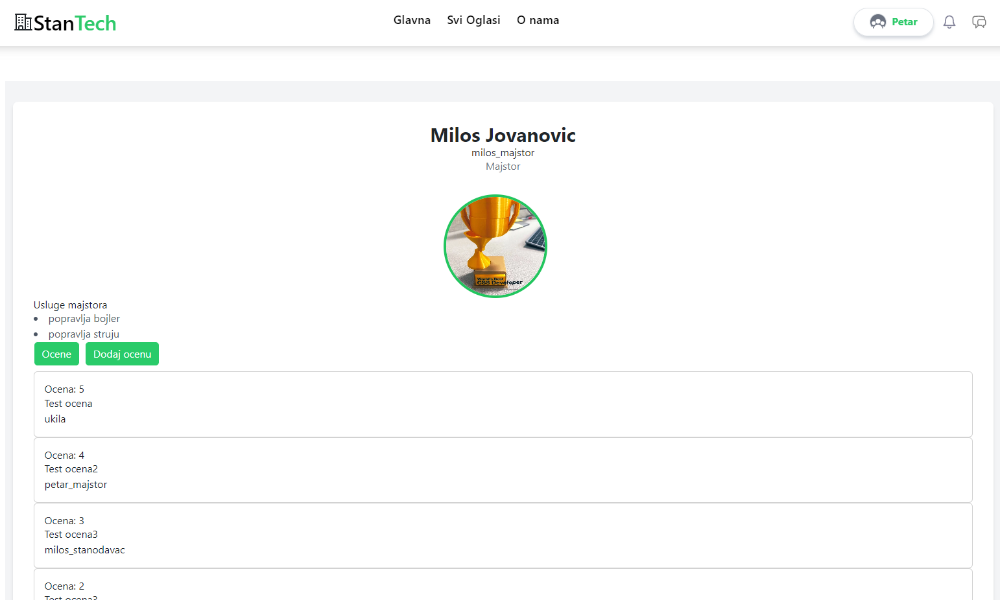 StanTech
Glavna Svi Oglasi O nama
Petar
Milos Jovanovic
milos_majstor
Majstor
World's Best
CSS Developer
Usluge majstora
popravlja bojler
popravlja struju
Ocene Dodaj ocenu
Ocena: 5
Test ocena
ukila
Ocena: 4
Test ocena2
petar_majstor
Ocena: 3
Test ocena3
milos_stanodavac
Ocena: 2
Test ocena3